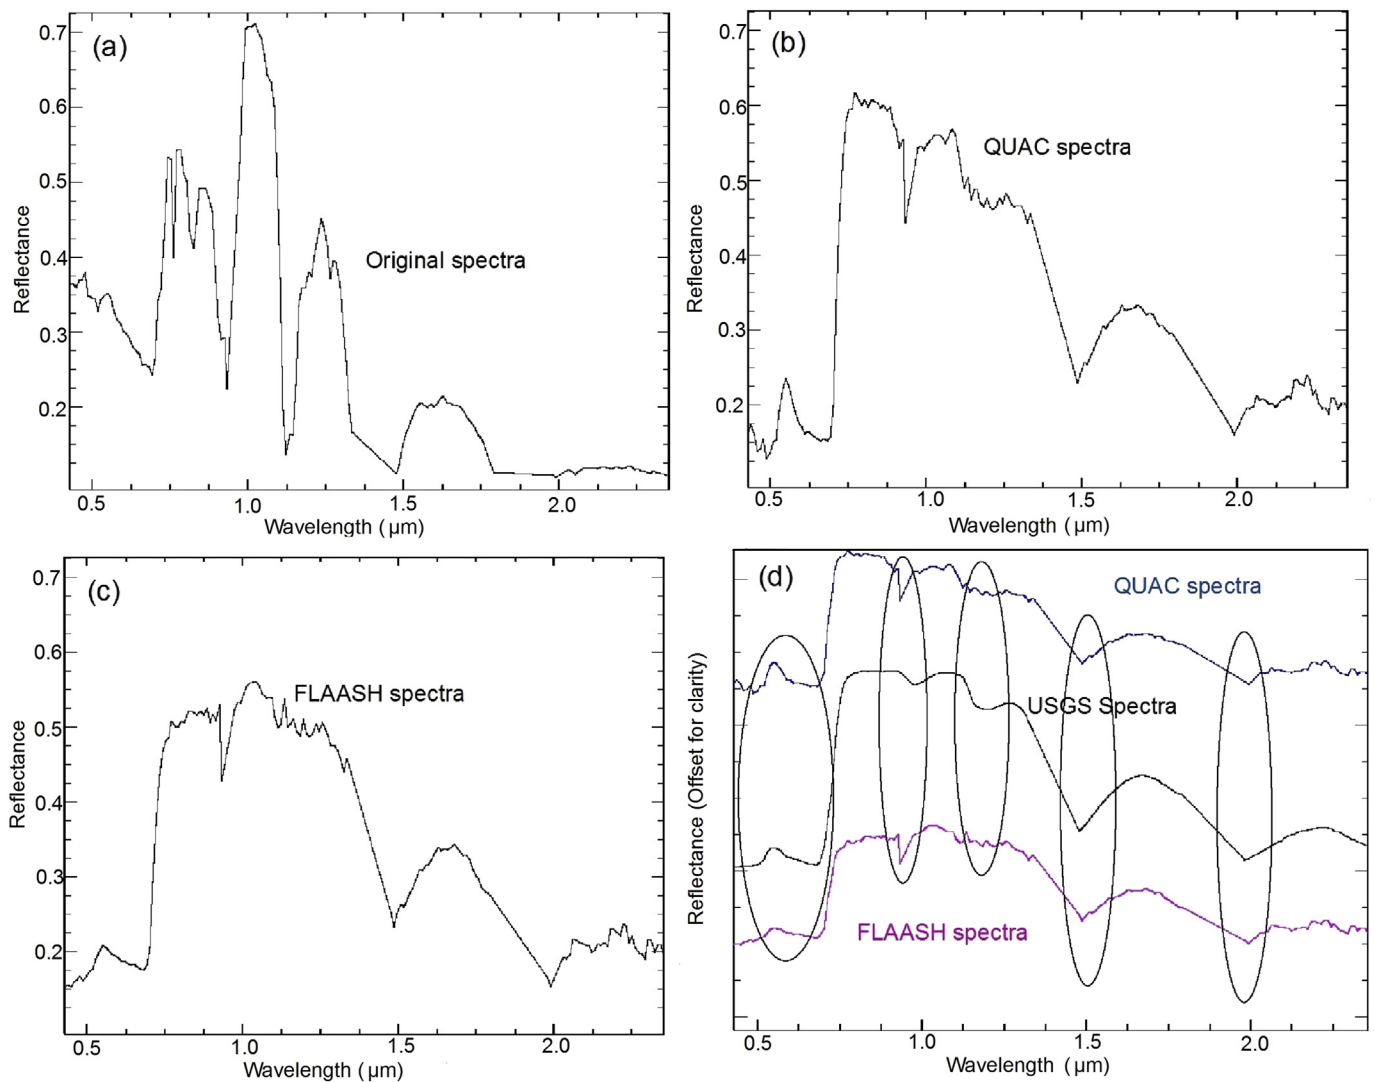 (a)
0.7
0.6
0.5
0.4
0.3
0.2
Reflectance
Original spectra
0.5 1.0 1.5 2.0
Wavelength (µm)
(b)
0.7
0.6
0.5
0.4
0.3
0.2
Reflectance
QUAC spectra
0.5 1.0 1.5 2.0
Wavelength (µm)
(c)
0.7
0.6
0.5
0.4
0.3
0.2
Reflectance
FLAASH spectra
0.5 1.0 1.5 2.0
Wavelength (µm)
(d)
Reflectance (Offset for clarity)
QUAC spectra
USGS Spectra
FLAASH spectra
0.5 1.0 1.5 2.0
Wavelength (µm)